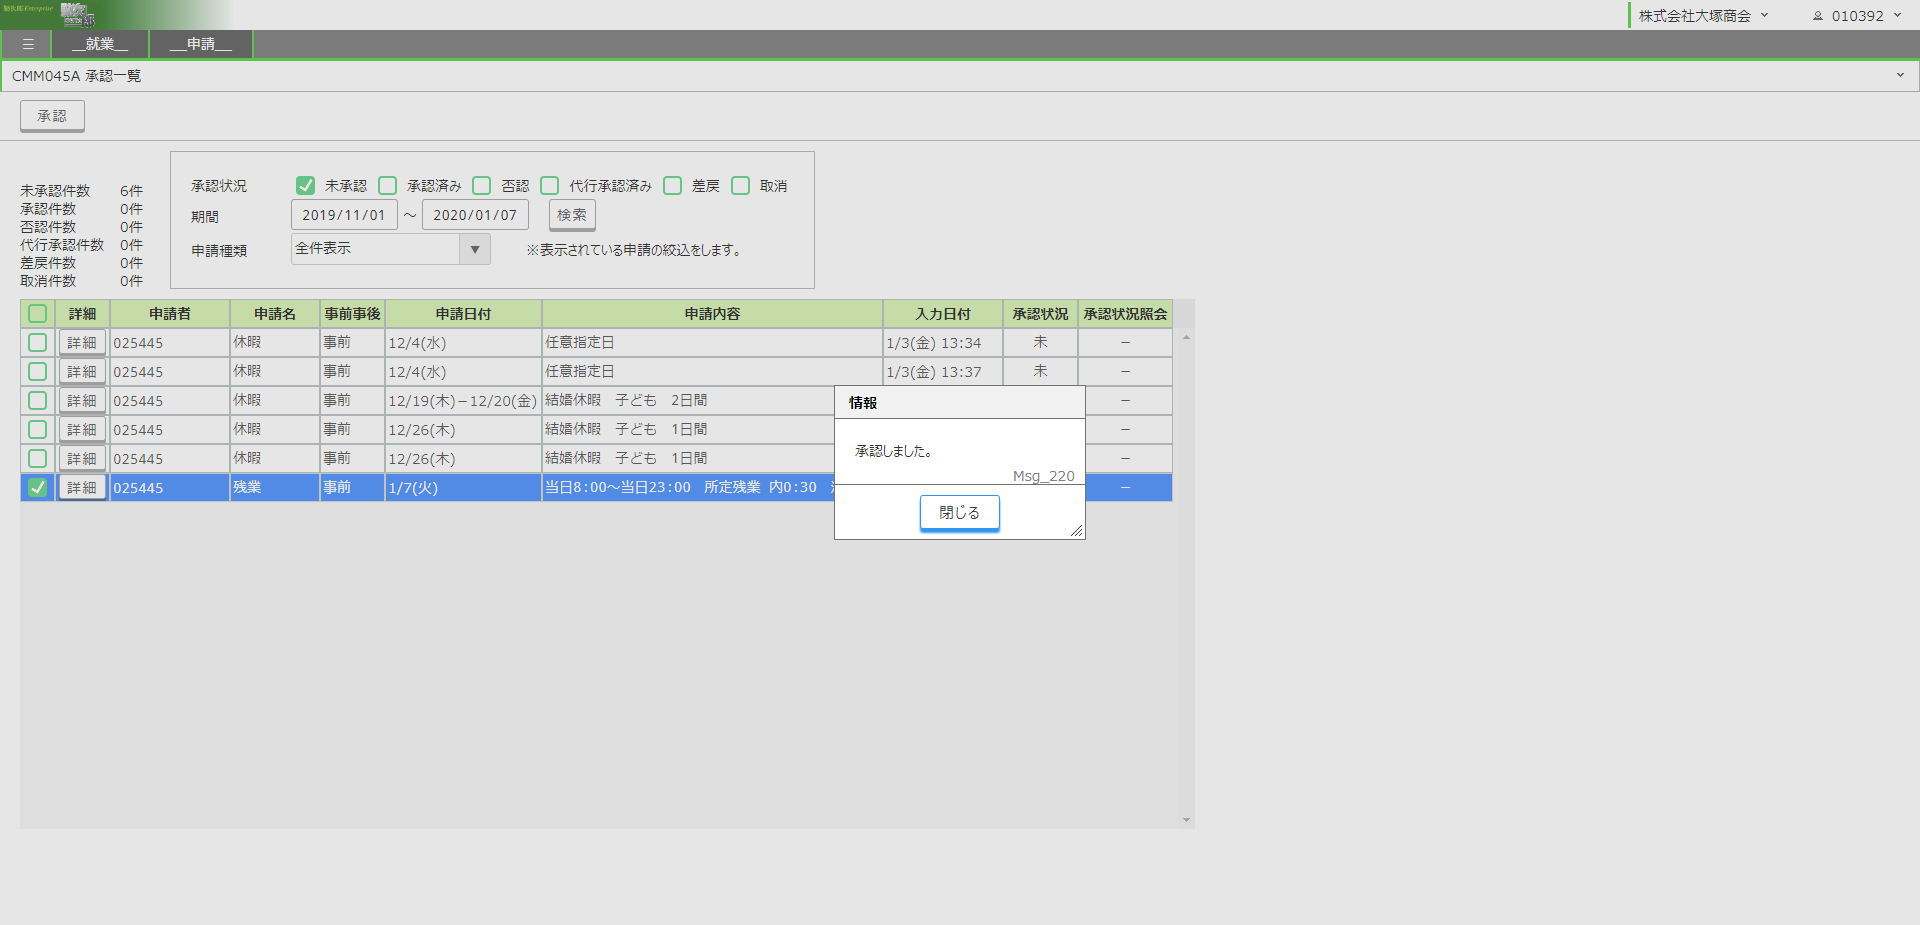 勤次郎 Enterprise
株式会社大塚商会
010392
☰ __就業__ __申請__
CMM045A 承認一覧
承認
未承認件数 6件
承認件数 0件
否認件数 0件
代行承認件数 0件
差戻件数 0件
取消件数 0件
承認状況 未承認 承認済み 否認 代行承認済み 差戻 取消
期間 2019/11/01 ～ 2020/01/07 検索
申請種類 全件表示 ▼ ※表示されている申請の絞込をします。
詳細 申請者 申請名 事前事後 申請日付 申請内容 入力日付 承認状況 承認状況照会
詳細 025445 休暇 事前 12/4(水) 任意指定日 1/3(金) 13:34 未 －
詳細 025445 休暇 事前 12/4(水) 任意指定日 1/3(金) 13:37 未 －
詳細 025445 休暇 事前 12/19(木)－12/20(金) 結婚休暇　子ども　2日間 －
詳細 025445 休暇 事前 12/26(木) 結婚休暇　子ども　1日間 －
詳細 025445 休暇 事前 12/26(木) 結婚休暇　子ども　1日間 －
詳細 025445 残業 事前 1/7(火) 当日8:00～当日23:00　所定残業 内0:30 －
情報
承認しました。
Msg_220
閉じる